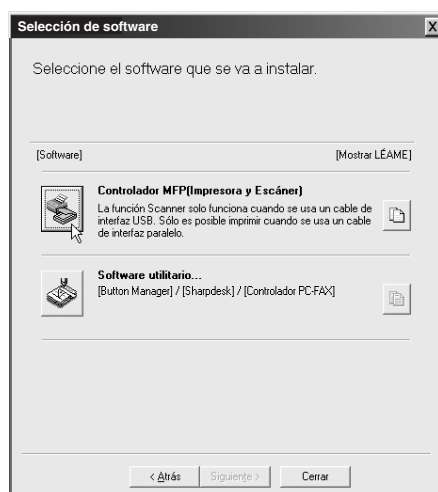 Selección de software
Seleccione el software que se va a instalar.
[Software] [Mostrar LÉAME]
Controlador MFP(Impresora y Escáner)
La función Scanner solo funciona cuando se usa un cable de
interfaz USB. Sólo es posible imprimir cuando se usa un cable
de interfaz paralelo.
Software utilitario...
[Button Manager] / [Sharpdesk] / [Controlador PC-FAX]
< Atrás Siguiente > Cerrar